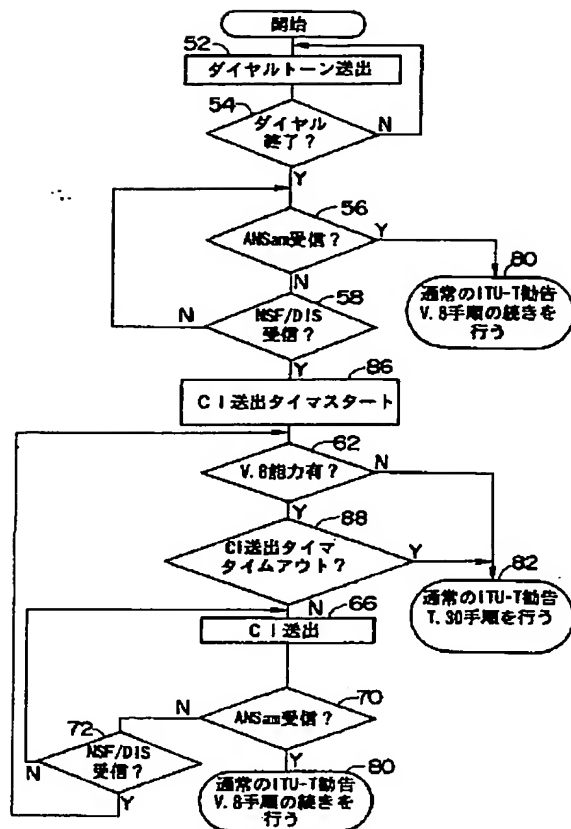 開始
52
ダイヤルトーン送出
54
ダイヤル
終了?
N
Y
56
ANSam受信?
Y
N
80
通常のITU-T勧告
V.8手順の続きを
行う
58
NSF/DIS
受信?
N
Y
86
CI送出タイマスタート
62
V.8能力有?
N
Y
88
CI送出タイマ
タイムアウト?
Y
N
82
通常のITU-T勧告
T.30手順を行う
66
CI送出
70
ANSam受信?
N
Y
72
NSF/DIS
受信?
N
Y
80
通常のITU-T勧告
V.8手順の続きを
行う